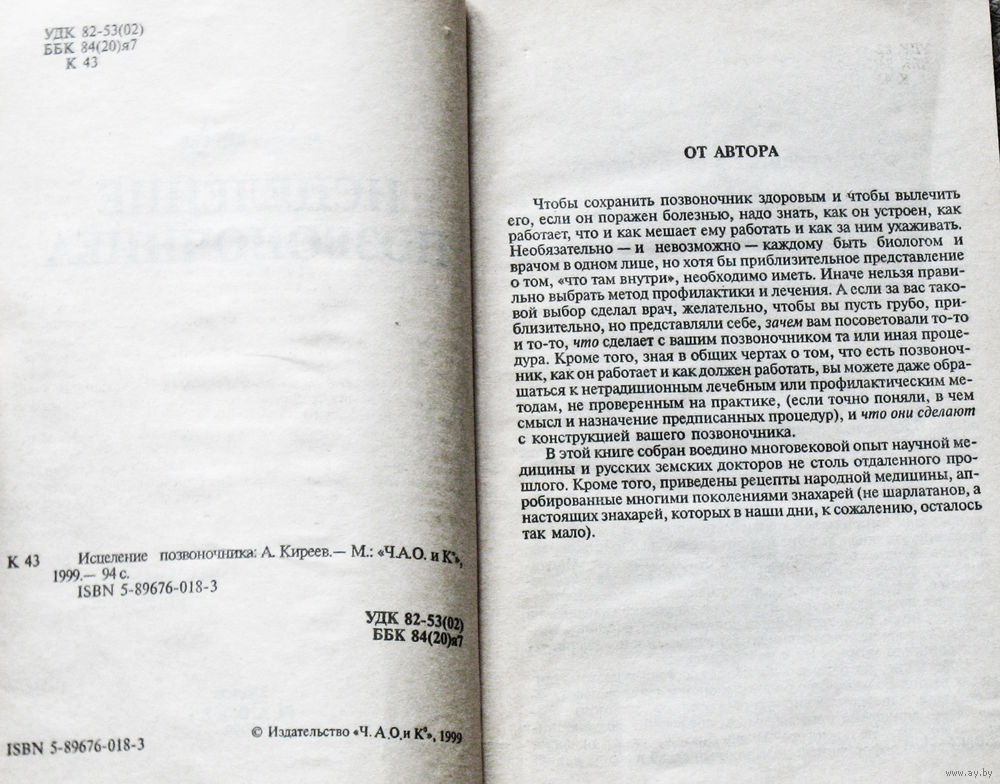 УДК 82-53(02)
ББК 84(20)я7
К 43
К 43 Исцеление позвоночника: А. Киреев.— М.: «Ч.А.О. и К°»,
1999.— 94 с.
ISBN 5-89676-018-3
УДК 82-53(02)
ББК 84(20)я7
© Издательство «Ч. А.О. и К°», 1999
ISBN 5-89676-018-3
ОТ АВТОРА
Чтобы сохранить позвоночник здоровым и чтобы вылечить
его, если он поражен болезнью, надо знать, как он устроен, как
работает, что и как мешает ему работать и как за ним ухаживать.
Необязательно — и невозможно — каждому быть биологом и
врачом в одном лице, но хотя бы приблизительное представление
о том, «что там внутри», необходимо иметь. Иначе нельзя прави-
льно выбрать метод профилактики и лечения. А если за вас тако-
вой выбор сделал врач, желательно, чтобы вы пусть грубо, при-
близительно, но представляли себе, зачем вам посоветовали то-то
и то-то, что сделает с вашим позвоночником та или иная проце-
дура. Кроме того, зная в общих чертах о том, что есть позвоноч-
ник, как он работает и как должен работать, вы можете даже обра-
щаться к нетрадиционным лечебным или профилактическим ме-
тодам, не проверенным на практике, (если точно поняли, в чем
смысл и назначение предписанных процедур), и что они сделают
с конструкцией вашего позвоночника.
В этой книге собран воедино многовековой опыт научной ме-
дицины и русских земских докторов не столь отдаленного про-
шлого. Кроме того, приведены рецепты народной медицины, ап-
робированные многими поколениями знахарей (не шарлатанов, а
настоящих знахарей, которых в наши дни, к сожалению, осталось
так мало).
www.ay.by